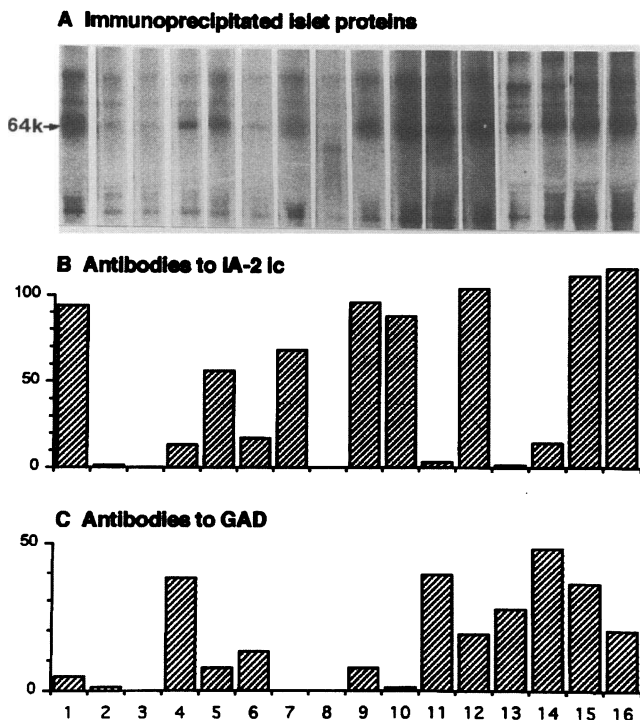 A Immunoprecipitated islet proteins
64k→
B Antibodies to IA-2 ic
100
50
0
C Antibodies to GAD
50
0
1 2 3 4 5 6 7 8 9 10 11 12 13 14 15 16